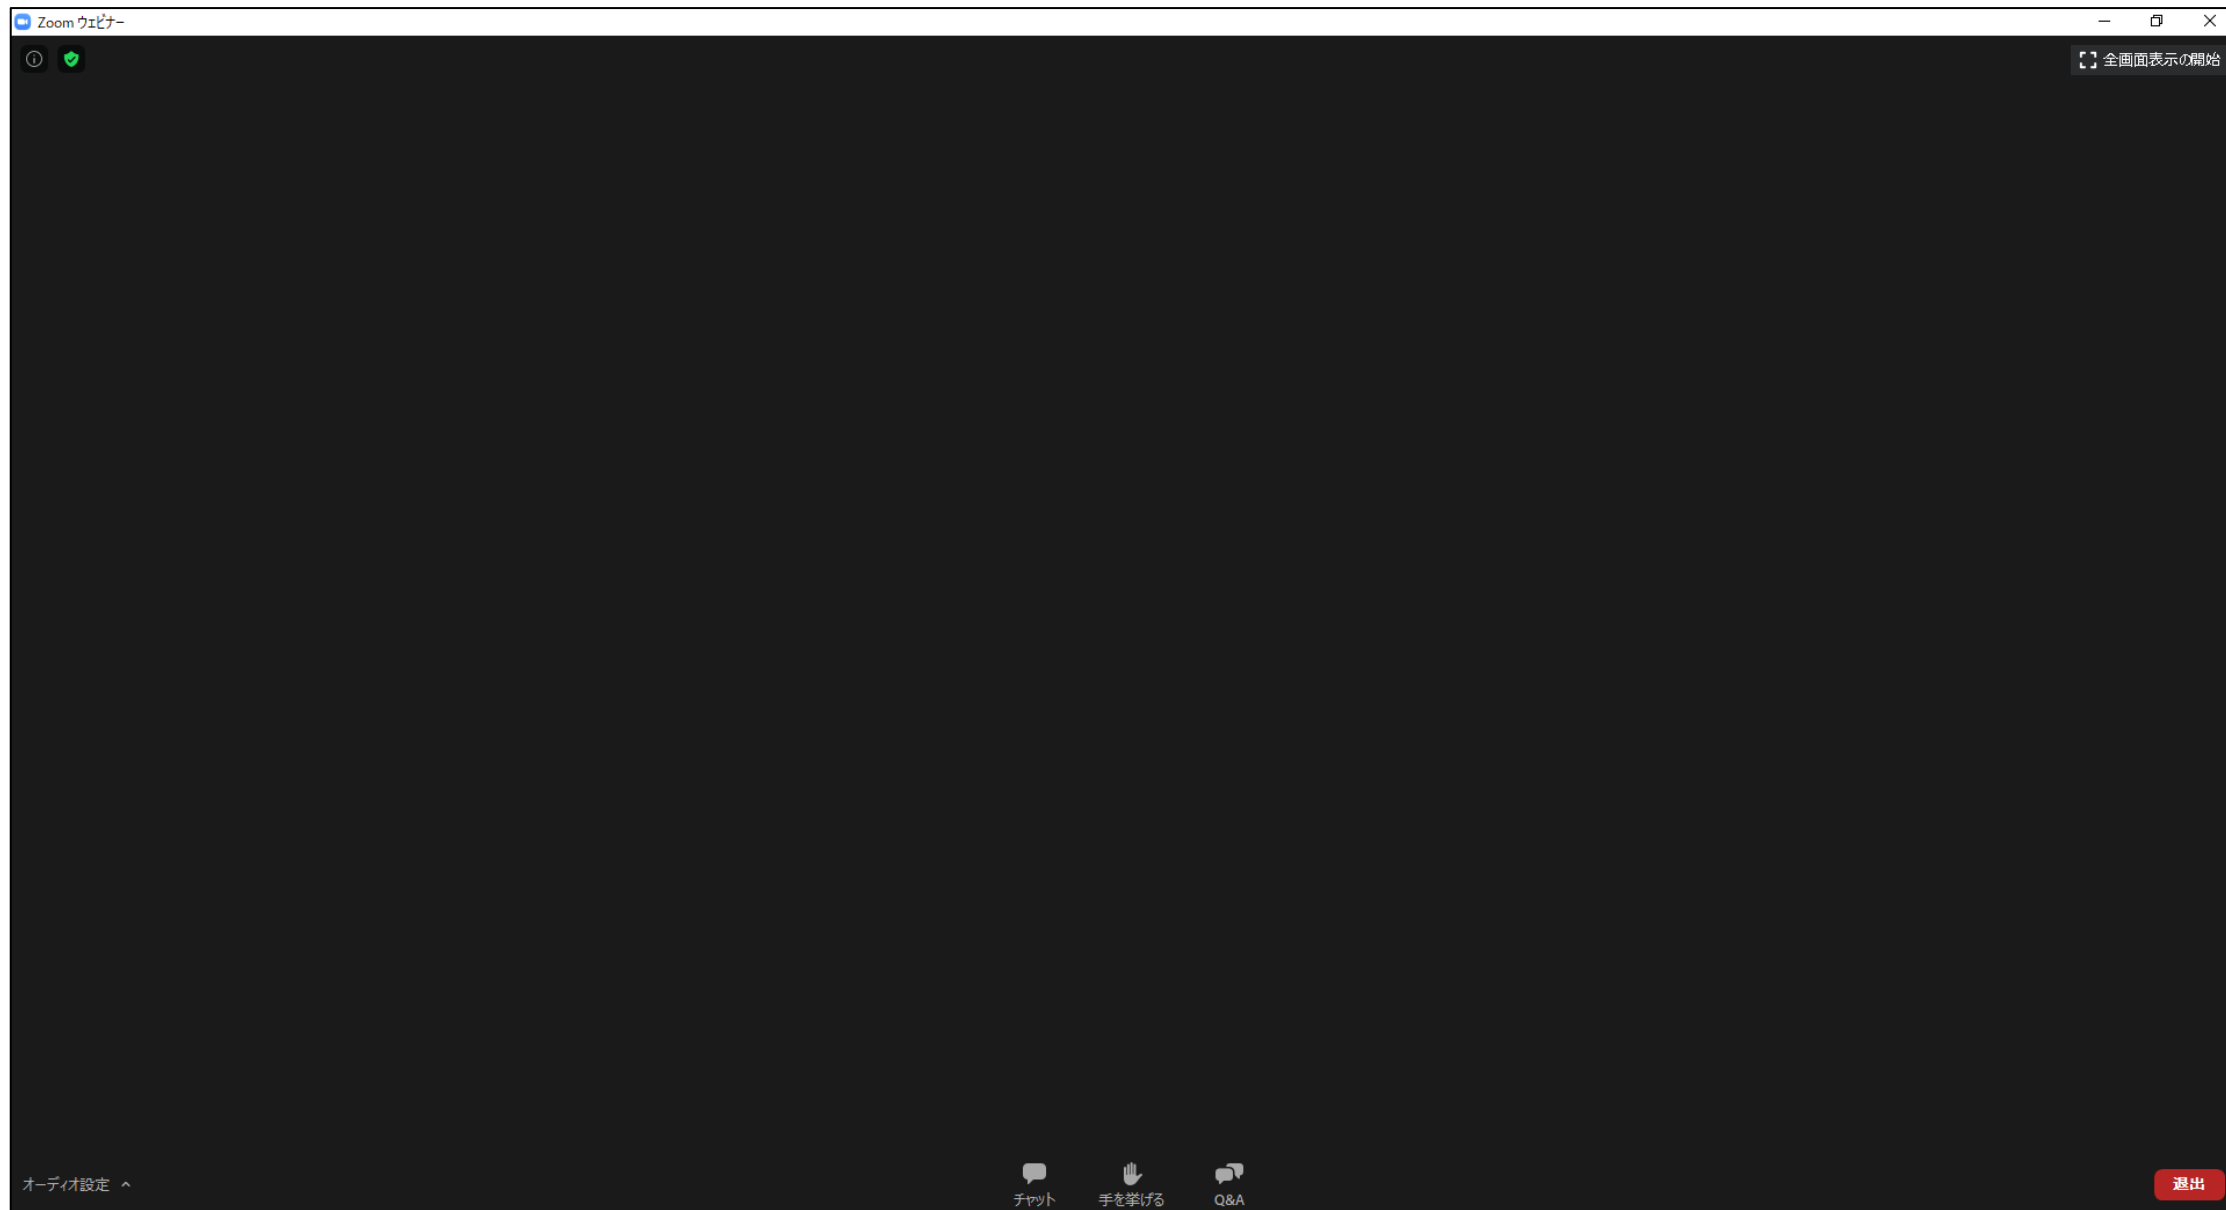 Zoom ウェビナー
全画面表示の開始
オーディオ設定
チャット
手を挙げる
Q&A
退出